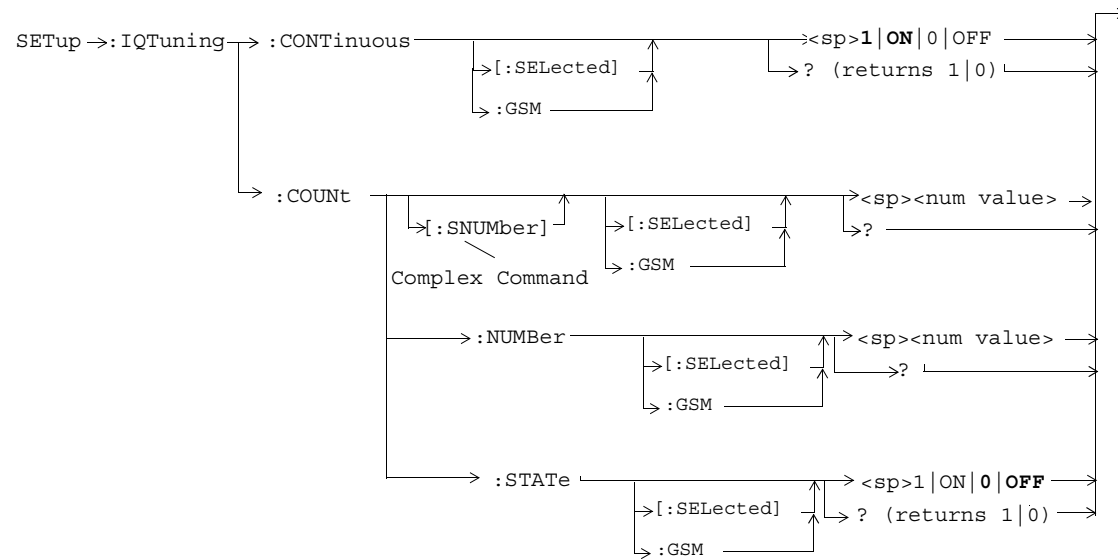 SETup :IQTuning :CONTinuous <sp>1|ON|0|OFF
[:SELected] ? (returns 1|0)
:GSM
:COUNt <sp><num value>
[:SNUMber] [:SELected] ?
:GSM
Complex Command
:NUMBer <sp><num value>
[:SELected] ?
:GSM
:STATe <sp>1|ON|0|OFF
[:SELected] ? (returns 1|0)
:GSM